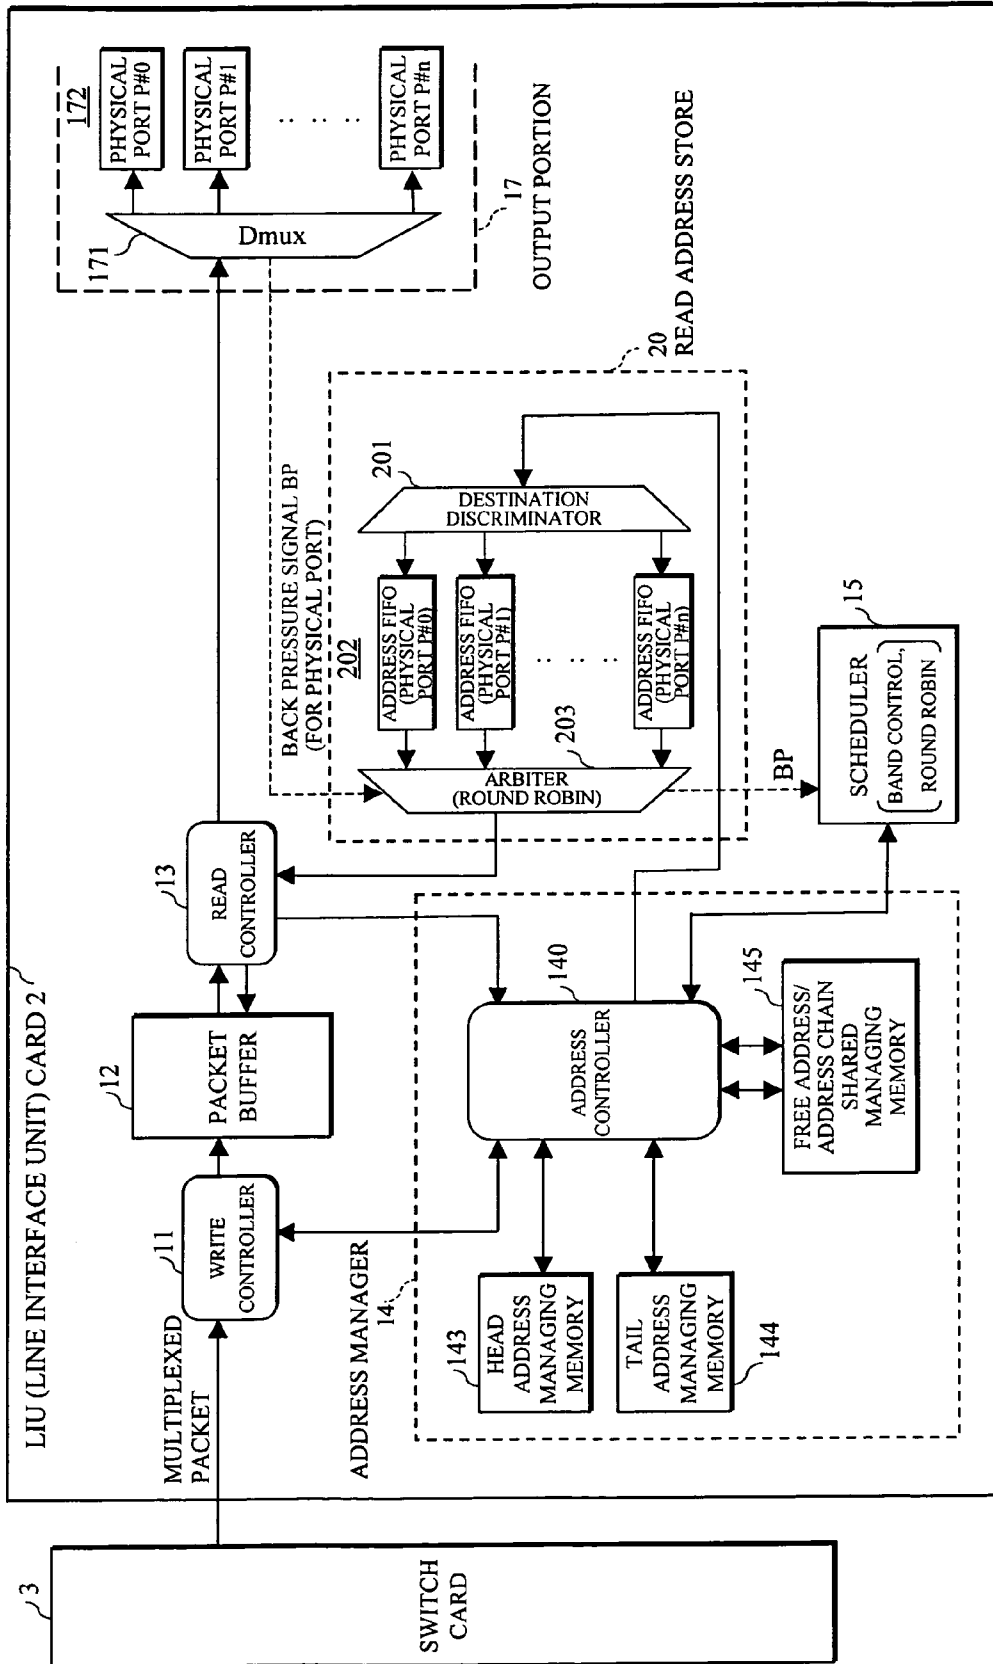 LIU (LINE INTERFACE UNIT) CARD 2
3
SWITCH
CARD
MULTIPLEXED
PACKET
11
WRITE
CONTROLLER
12
PACKET
BUFFER
13
READ
CONTROLLER
171
Dmux
172
PHYSICAL
PORT P#0
PHYSICAL
PORT P#1
. . . . .
PHYSICAL
PORT P#n
17
OUTPUT PORTION
BACK PRESSURE SIGNAL BP
(FOR PHYSICAL PORT)
20
READ ADDRESS STORE
201
DESTINATION
DISCRIMINATOR
202
ADDRESS FIFO
(PHYSICAL
PORT P#0)
ADDRESS FIFO
(PHYSICAL
PORT P#1)
. . . . .
ADDRESS FIFO
(PHYSICAL
PORT P#n)
203
ARBITER
(ROUND ROBIN)
BP
15
SCHEDULER
BAND CONTROL,
ROUND ROBIN
ADDRESS MANAGER
14
140
ADDRESS
CONTROLLER
143
HEAD
ADDRESS
MANAGING
MEMORY
TAIL
ADDRESS
MANAGING
MEMORY
144
145
FREE ADDRESS/
ADDRESS CHAIN
SHARED
MANAGING
MEMORY